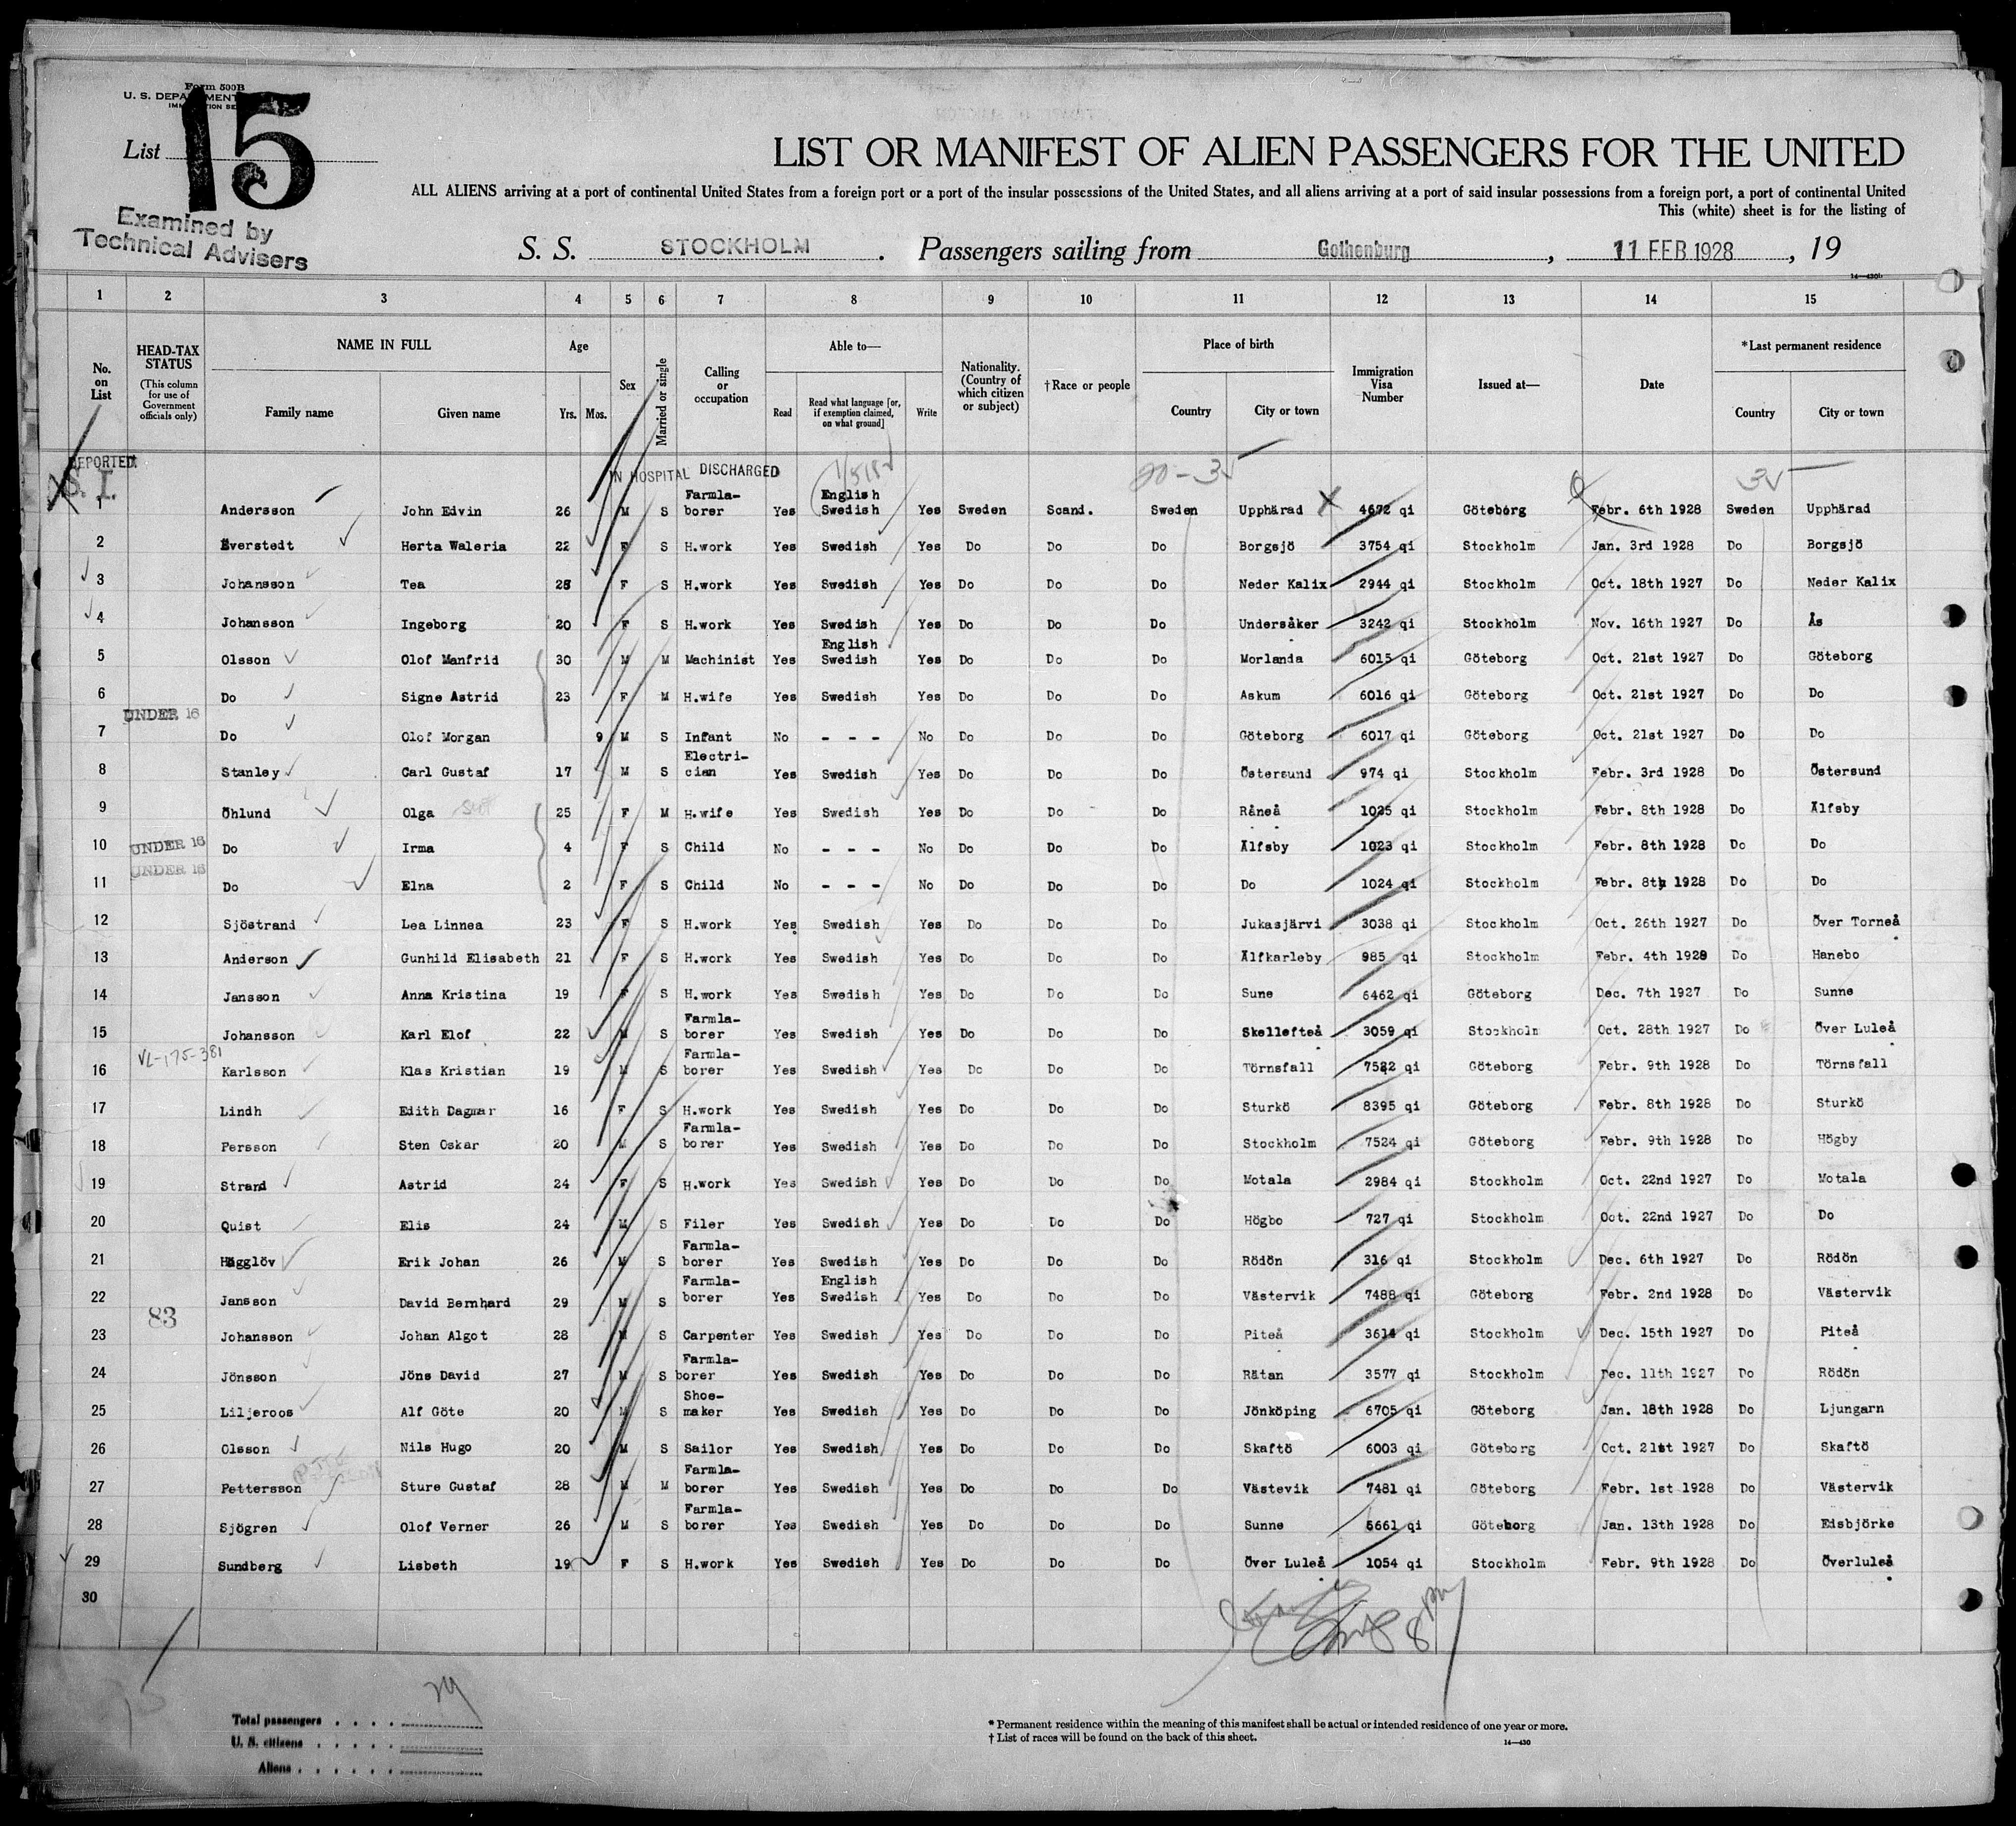 Form 500B
U. S. DEPARTMENT
List 15
Examined by
Technical Advisers
LIST OR MANIFEST OF ALIEN PASSENGERS FOR THE UNITED
ALL ALIENS arriving at a port of continental United States from a foreign port or a port of the insular possessions of the United States, and all aliens arriving at a port of said insular possessions from a foreign port, a port of continental United
This (white) sheet is for the listing of
S. S. STOCKHOLM . Passengers sailing from Gothenburg , 11 FEB 1928 , 19
14—430b
1 2 3 4 5 6 7 8 9 10 11 12 13 14 15
No. on List HEAD-TAX STATUS (This column for use of Government officials only) NAME IN FULL Family name Given name Age Yrs. Mos. Sex Married or single Calling or occupation Able to— Read Read what language [or, if exemption claimed, on what ground] Write Nationality. (Country of which citizen or subject) †Race or people Place of birth Country City or town Immigration Visa Number Issued at— Date *Last permanent residence Country City or town
DEPORTED
S. I. IN HOSPITAL DISCHARGED
1 Andersson John Edvin 26 M S Farmla-borer Yes English Swedish Yes Sweden Scand. Sweden Upphärad 4672 qi Göteborg Febr. 6th 1928 Sweden Upphärad
2 Everstedt Herta Waleria 22 F S H.work Yes Swedish Yes Do Do Do Borgsjö 3754 qi Stockholm Jan. 3rd 1928 Do Borgsjö
3 Johansson Tea 28 F S H.work Yes Swedish Yes Do Do Do Neder Kalix 2944 qi Stockholm Oct. 18th 1927 Do Neder Kalix
4 Johansson Ingeborg 20 F S H.work Yes Swedish Yes Do Do Do Undersåker 3242 qi Stockholm Nov. 16th 1927 Do Ås
5 Olsson Olof Manfrid 30 M M Machinist Yes English Swedish Yes Do Do Do Morlanda 6015 qi Göteborg Oct. 21st 1927 Do Göteborg
6 Do Signe Astrid 23 F M H.wife Yes Swedish Yes Do Do Do Askum 6016 qi Göteborg Oct. 21st 1927 Do Do
7 UNDER 16 Do Olof Morgan 9 M S Infant No - - - No Do Do Do Göteborg 6017 qi Göteborg Oct. 21st 1927 Do Do
8 Stanley Carl Gustaf 17 M S Electri-cian Yes Swedish Yes Do Do Do Östersund 974 qi Stockholm Febr. 3rd 1928 Do Östersund
9 Öhlund Olga 25 F M H.wife Yes Swedish Yes Do Do Do Råneå 1025 qi Stockholm Febr. 8th 1928 Do Älfsby
10 UNDER 16 Do Irma 4 F S Child No - - - No Do Do Do Älfsby 1023 qi Stockholm Febr. 8th 1928 Do Do
11 UNDER 16 Do Elna 2 F S Child No - - - No Do Do Do Do 1024 qi Stockholm Febr. 8th 1928 Do Do
12 Sjöstrand Lea Linnea 23 F S H.work Yes Swedish Yes Do Do Do Jukasjärvi 3038 qi Stockholm Oct. 26th 1927 Do Över Torneå
13 Anderson Gunhild Elisabeth 21 F S H.work Yes Swedish Yes Do Do Do Älfkarleby 985 qi Stockholm Febr. 4th 1928 Do Hanebo
14 Jansson Anna Kristina 19 F S H.work Yes Swedish Yes Do Do Do Sune 6462 qi Göteborg Dec. 7th 1927 Do Sunne
15 Johansson Karl Elof 22 M S Farmla-borer Yes Swedish Yes Do Do Do Skellefteå 3059 qi Stockholm Oct. 28th 1927 Do Över Luleå
16 VL-175-381 Karlsson Klas Kristian 19 M S Farmla-borer Yes Swedish Yes Do Do Do Törnsfall 7522 qi Göteborg Febr. 9th 1928 Do Törnsfall
17 Lindh Edith Dagmar 16 F S H.work Yes Swedish Yes Do Do Do Sturkö 8395 qi Göteborg Febr. 8th 1928 Do Sturkö
18 Persson Sten Oskar 20 M S Farmla-borer Yes Swedish Yes Do Do Do Stockholm 7524 qi Göteborg Febr. 9th 1928 Do Högby
19 Strand Astrid 24 F S H.work Yes Swedish Yes Do Do Do Motala 2984 qi Stockholm Oct. 22nd 1927 Do Motala
20 Quist Elis 24 M S Filer Yes Swedish Yes Do Do Do Högbo 727 qi Stockholm Oct. 22nd 1927 Do Do
21 Hägglöv Erik Johan 26 M S Farmla-borer Yes Swedish Yes Do Do Do Rödön 316 qi Stockholm Dec. 6th 1927 Do Rödön
22 Jansson David Bernhard 29 M S Farmla-borer Yes English Swedish Yes Do Do Do Västervik 7488 qi Göteborg Febr. 2nd 1928 Do Västervik
83
23 Johansson Johan Algot 28 M S Carpenter Yes Swedish Yes Do Do Do Piteå 3614 qi Stockholm Dec. 15th 1927 Do Piteå
24 Jönsson Jöns David 27 M S Farmla-borer Yes Swedish Yes Do Do Do Rätan 3577 qi Stockholm Dec. 11th 1927 Do Rödön
25 Liljeroos Alf Göte 20 M S Shoe-maker Yes Swedish Yes Do Do Do Jönköping 6705 qi Göteborg Jan. 18th 1928 Do Ljungarn
26 Olsson Nils Hugo 20 M S Sailor Yes Swedish Yes Do Do Do Skaftö 6003 qi Göteborg Oct. 21st 1927 Do Skaftö
27 Pettersson Sture Gustaf 28 M M Farmla-borer Yes Swedish Yes Do Do Do Västevik 7481 qi Göteborg Febr. 1st 1928 Do Västervik
28 Sjögren Olof Verner 26 M S Farmla-borer Yes Swedish Yes Do Do Do Sunne 6661 qi Göteborg Jan. 13th 1928 Do Eisbjörke
29 Sundberg Lisbeth 19 F S H.work Yes Swedish Yes Do Do Do Över Luleå 1054 qi Stockholm Febr. 9th 1928 Do Överluleå
30
Total passengers . . . . 29
U. S. citizens . . . . .
Aliens . . . . . .
* Permanent residence within the meaning of this manifest shall be actual or intended residence of one year or more.
† List of races will be found on the back of this sheet.
14—430